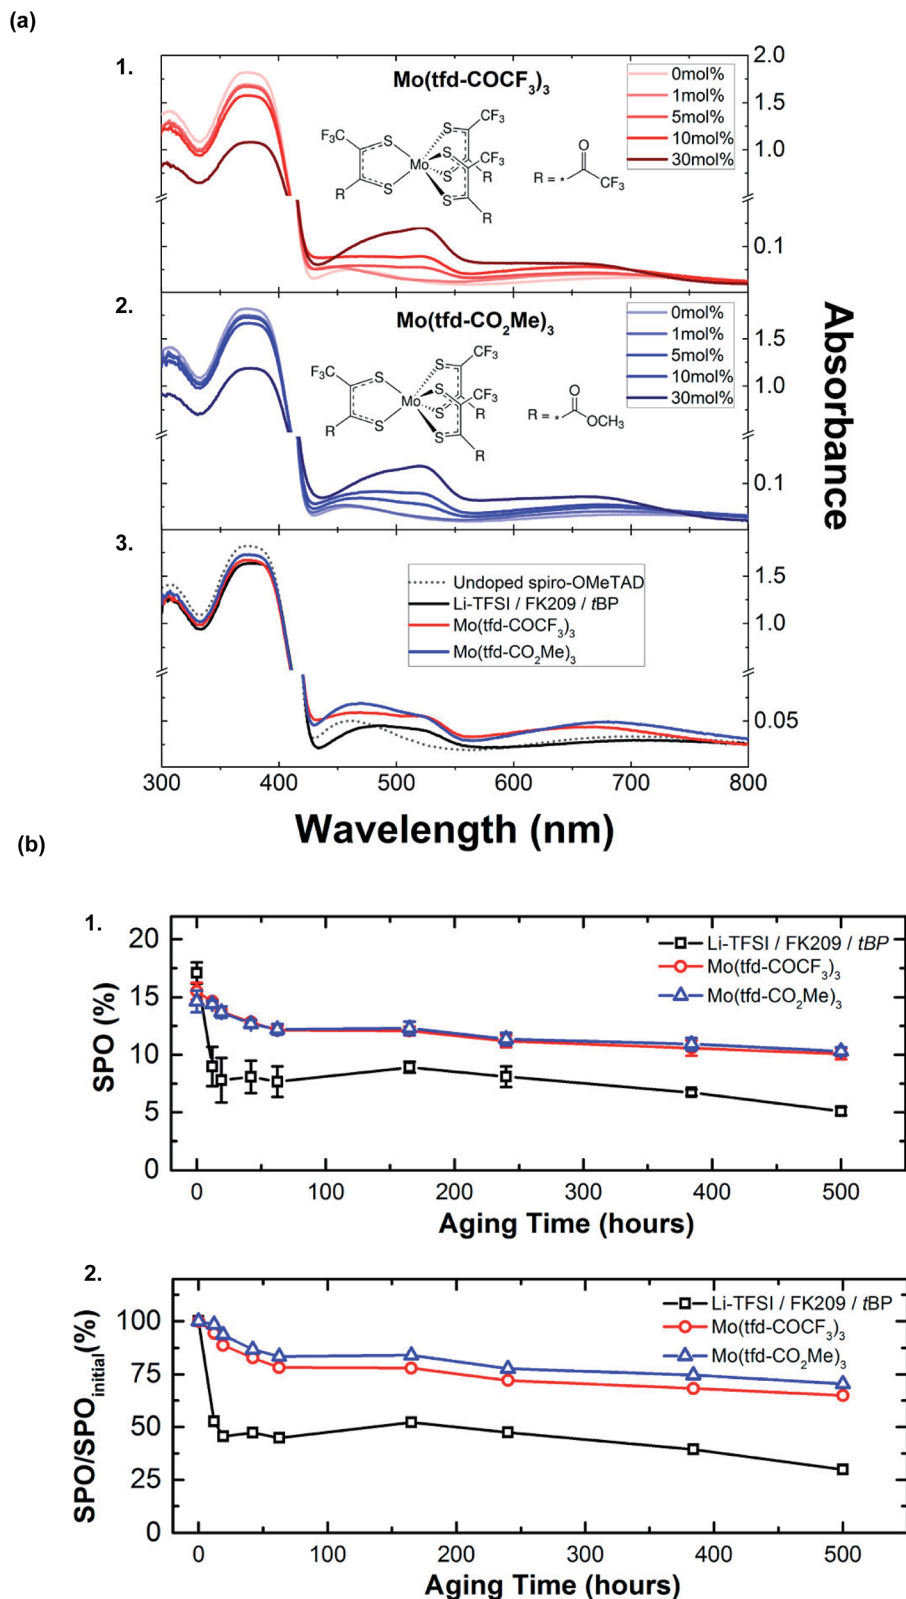 (a)
1.
Mo(tfd-COCF3)3
0mol%
1mol%
5mol%
10mol%
30mol%
2.0
1.5
1.0
0.1
F3C
S
S
Mo
R
S
CF3
S
CF3
S
R
S
R
R =
*
O
CF3
2.
Mo(tfd-CO2Me)3
0mol%
1mol%
5mol%
10mol%
30mol%
1.5
1.0
0.1
F3C
S
S
Mo
R
S
CF3
S
CF3
S
R
S
R
R =
*
O
OCH3
Absorbance
3.
Undoped spiro-OMeTAD
Li-TFSI / FK209 / tBP
Mo(tfd-COCF3)3
Mo(tfd-CO2Me)3
1.5
1.0
0.05
300 400 500 600 700 800
Wavelength (nm)
(b)
1.
SPO (%)
20
15
10
5
0
Li-TFSI / FK209 / tBP
Mo(tfd-COCF3)3
Mo(tfd-CO2Me)3
0 100 200 300 400 500
Aging Time (hours)
2.
SPO/SPOinitial(%)
100
75
50
25
0
Li-TFSI / FK209 / tBP
Mo(tfd-COCF3)3
Mo(tfd-CO2Me)3
0 100 200 300 400 500
Aging Time (hours)